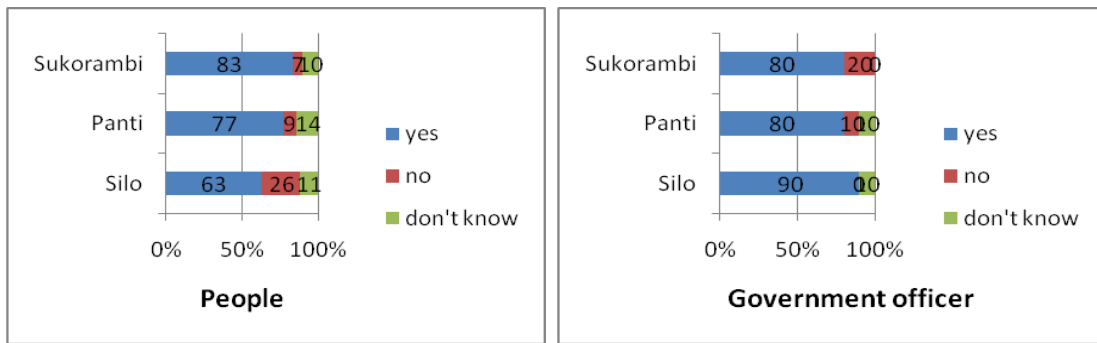 Sukorambi 83 7 10
Panti 77 9 14
Silo 63 26 11
yes
no
don't know
0% 50% 100%
People
Sukorambi 80 20 0
Panti 80 10 10
Silo 90 0 10
yes
no
don't know
0% 50% 100%
Government officer